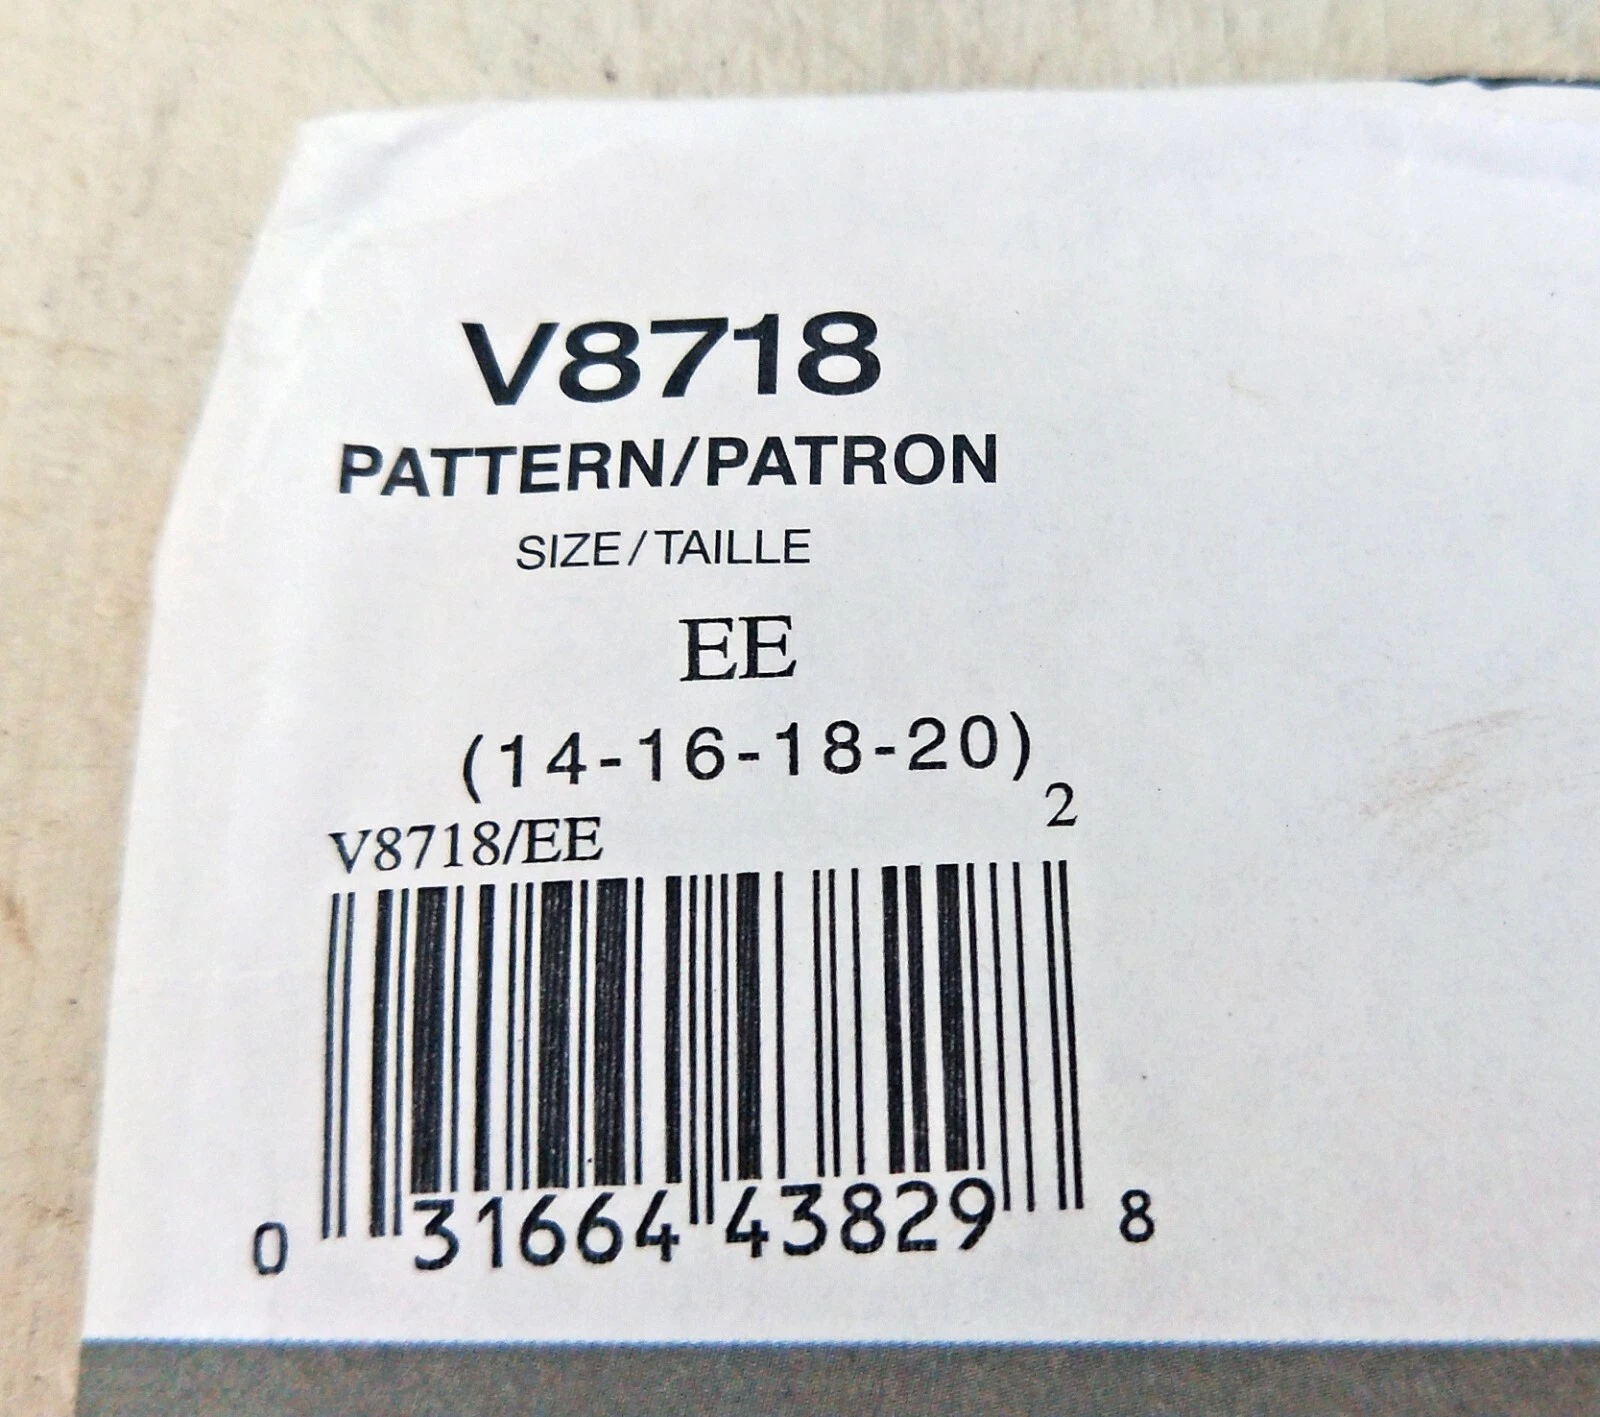 V8718
PATTERN/PATRON
SIZE/TAILLE
EE
(14-16-18-20)
2
V8718/EE
0 31664 43829 8